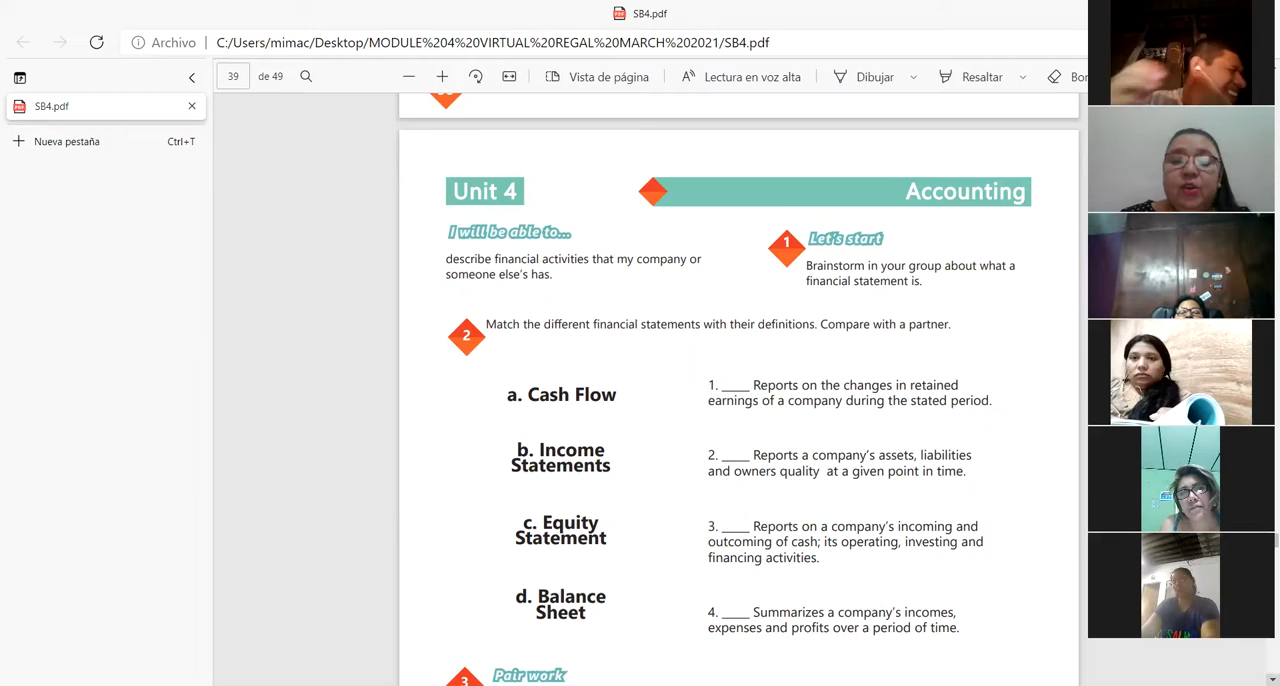 SB4.pdf
Archivo
C:/Users/mimac/Desktop/MODULE%204%20VIRTUAL%20REGAL%20MARCH%202021/SB4.pdf
39 de 49
Vista de página
Lectura en voz alta
Dibujar
Resaltar
Bor
SB4.pdf
Nueva pestaña Ctrl+T
Unit 4
Accounting
I will be able to...
describe financial activities that my company or
someone else's has.
1 Let's start
Brainstorm in your group about what a
financial statement is.
2 Match the different financial statements with their definitions. Compare with a partner.
a. Cash Flow
b. Income
Statements
c. Equity
Statement
d. Balance
Sheet
1. ____ Reports on the changes in retained
earnings of a company during the stated period.
2. ____ Reports a company's assets, liabilities
and owners quality at a given point in time.
3. ____ Reports on a company's incoming and
outcoming of cash; its operating, investing and
financing activities.
4. ____ Summarizes a company's incomes,
expenses and profits over a period of time.
3 Pair work